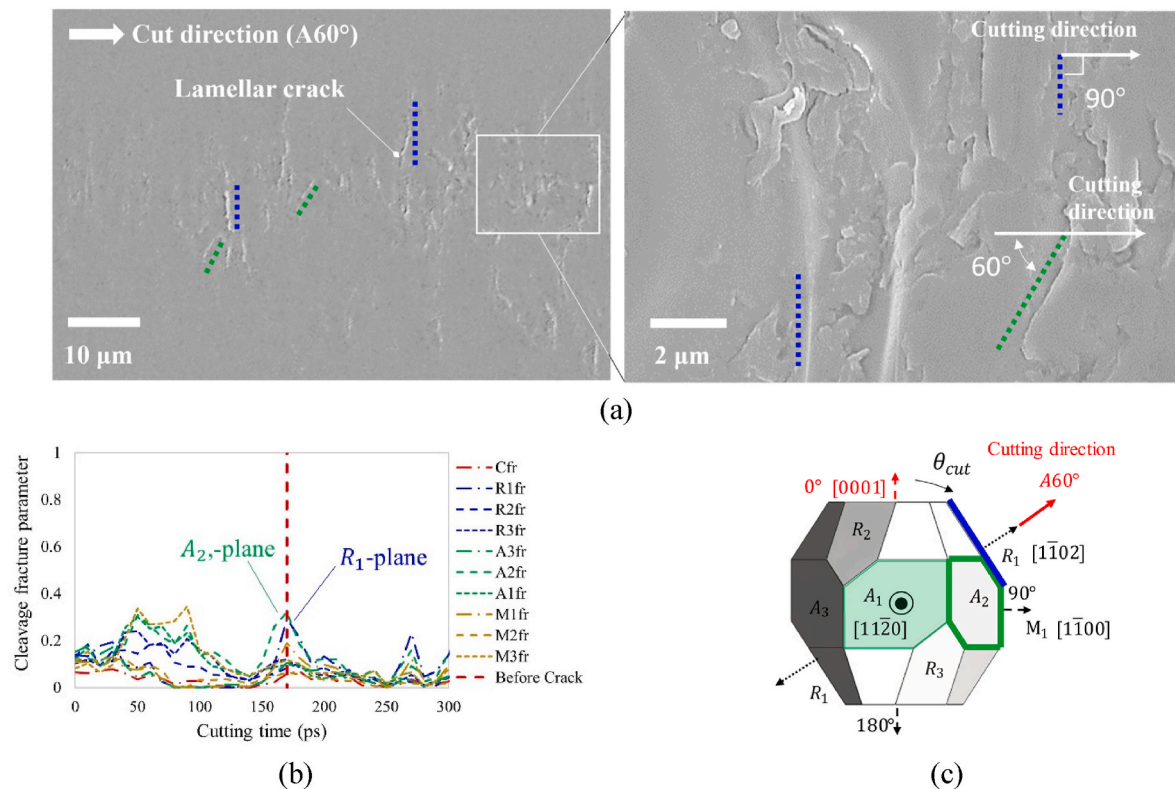 Cut direction (A60°)
Lamellar crack
10 µm
Cutting direction
90°
Cutting
direction
60°
2 µm
(a)
Cleavage fracture parameter
1
0.8
0.6
0.4
0.2
0
0 50 100 150 200 250 300
Cutting time (ps)
A₂,-plane
R₁-plane
Cfr
R1fr
R2fr
R3fr
A3fr
A2fr
A1fr
M1fr
M2fr
M3fr
Before Crack
(b)
Cutting direction
A60°
θcut
0° [0001]
R₂
R₁ [11̅02]
A₁
[112̅0]
A₂
A₃
90°
M₁ [11̅00]
R₃
R₁
180°
(c)